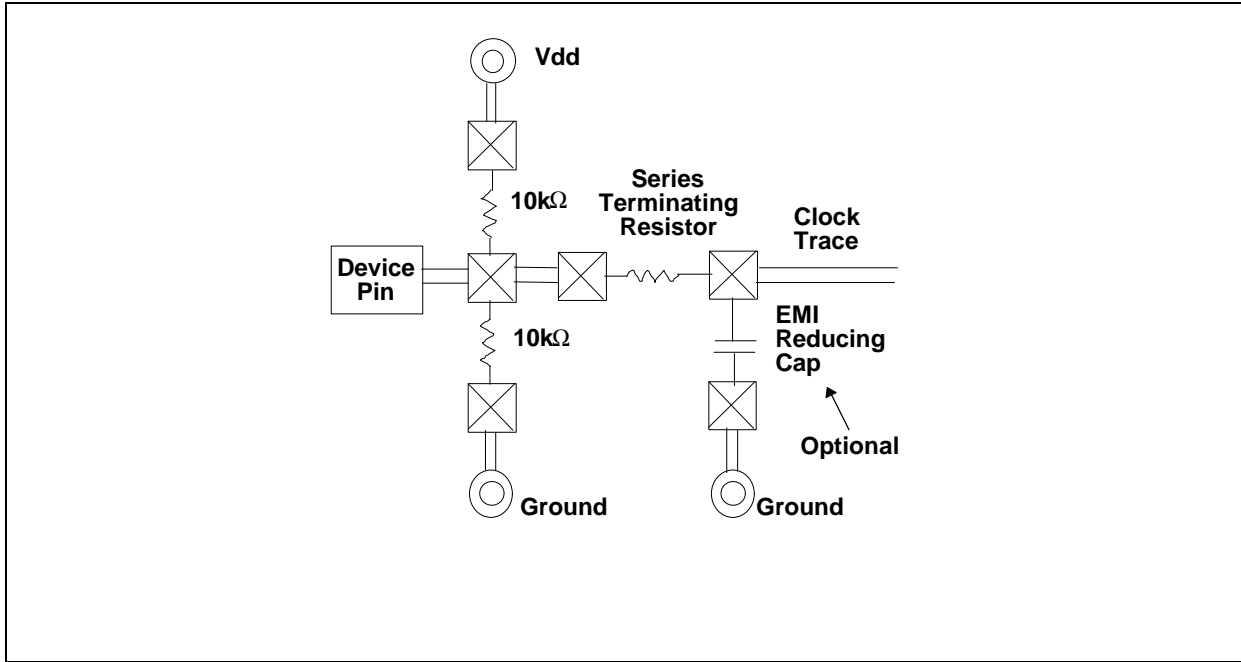 Vdd
10kΩ
Series
Terminating
Resistor
Clock
Trace
Device
Pin
10kΩ
EMI
Reducing
Cap
Optional
Ground
Ground